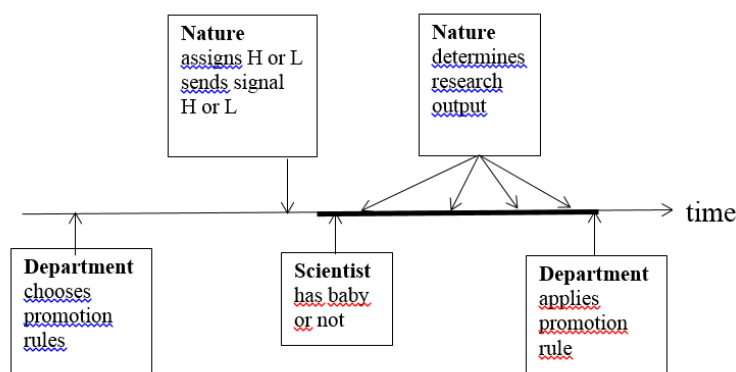 Nature
assigns H or L
sends signal
H or L
Nature
determines
research
output
time
Department
chooses
promotion
rules
Scientist
has baby
or not
Department
applies
promotion
rule